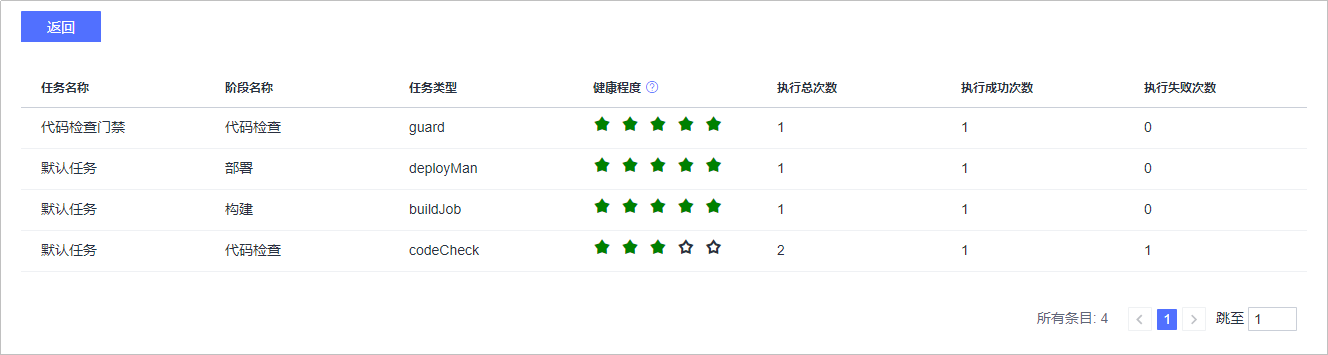 返回
任务名称 阶段名称 任务类型 健康程度 ? 执行总次数 执行成功次数 执行失败次数
代码检查门禁 代码检查 guard 1 1 0
默认任务 部署 deployMan 1 1 0
默认任务 构建 buildJob 1 1 0
默认任务 代码检查 codeCheck 2 1 1
所有条目: 4 1 跳至 1